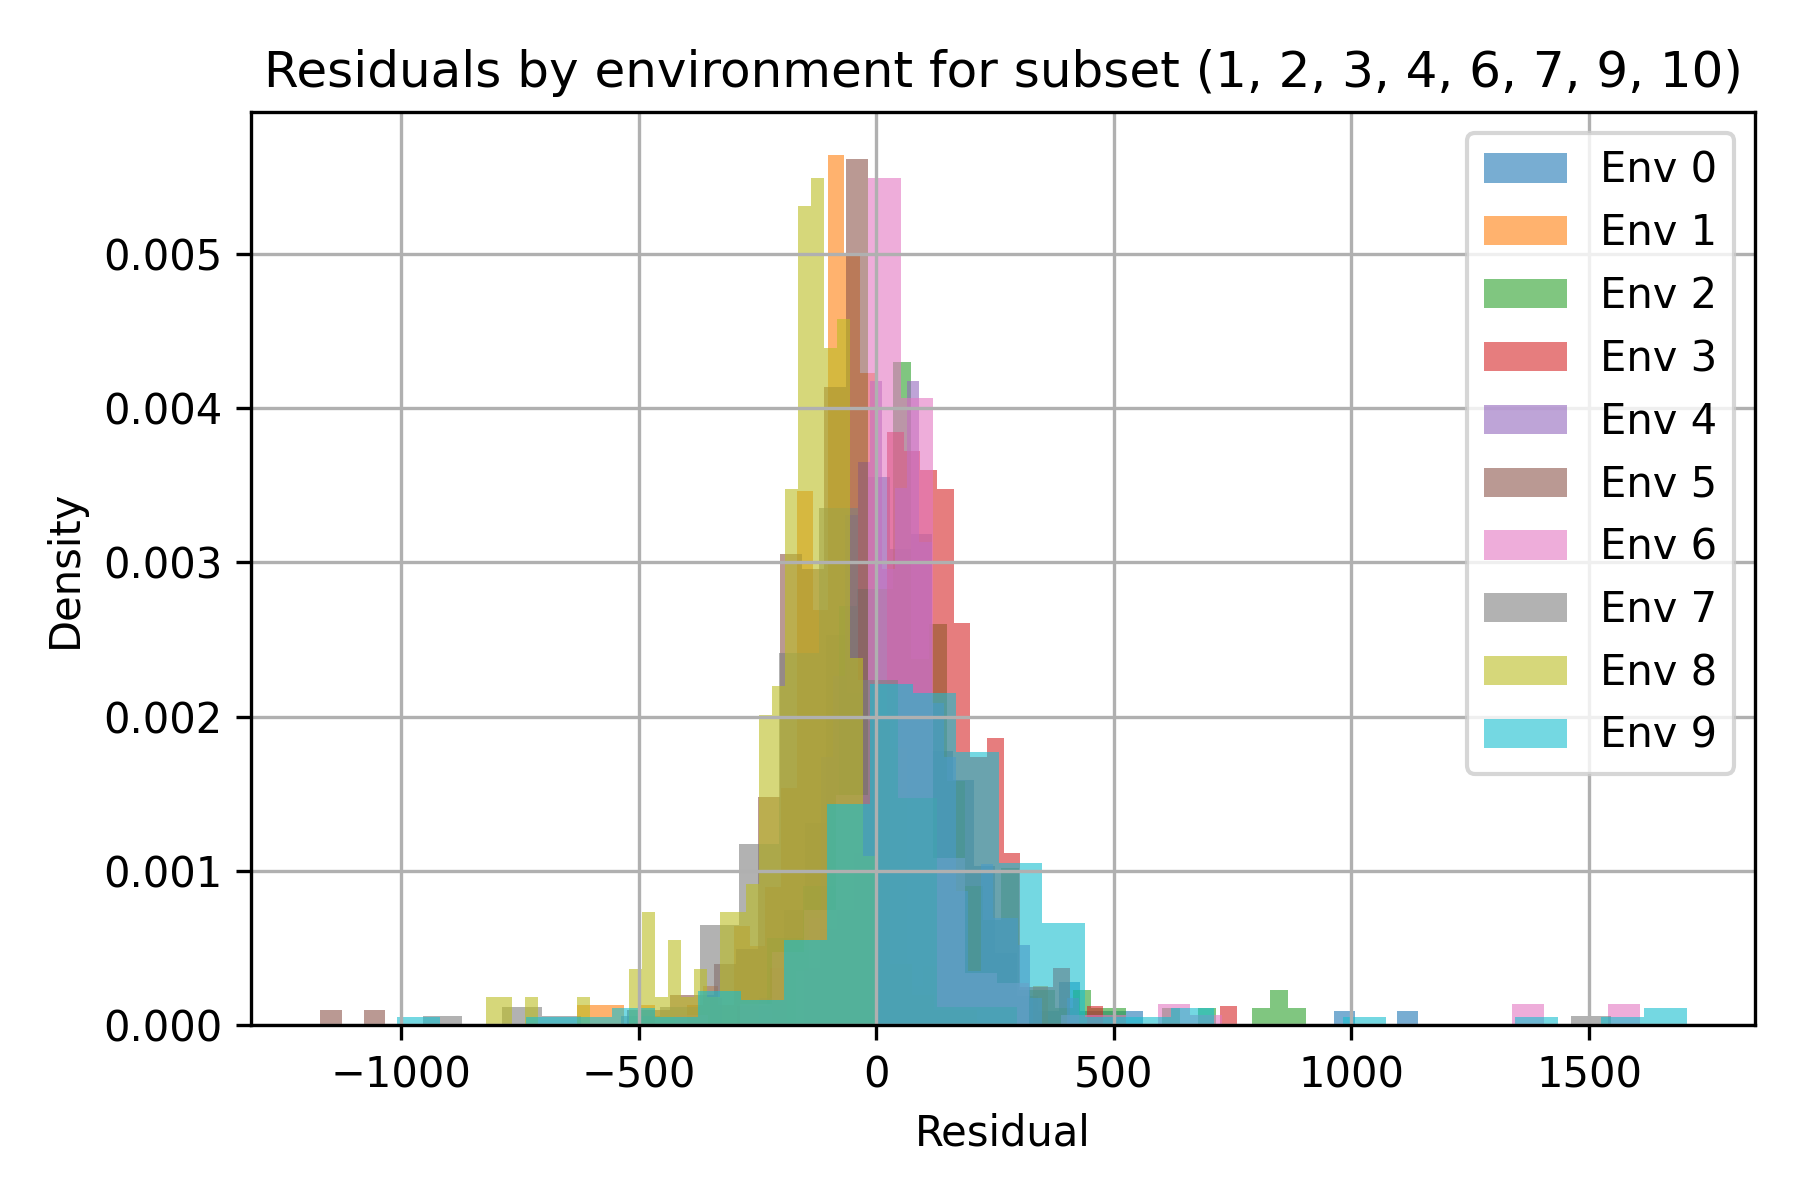 Residuals by environment for subset (1, 2, 3, 4, 6, 7, 9, 10)
Env 0
Env 1
Env 2
Env 3
Env 4
Env 5
Env 6
Env 7
Env 8
Env 9
Density
0.005
0.004
0.003
0.002
0.001
0.000
−1000 −500 0 500 1000 1500
Residual